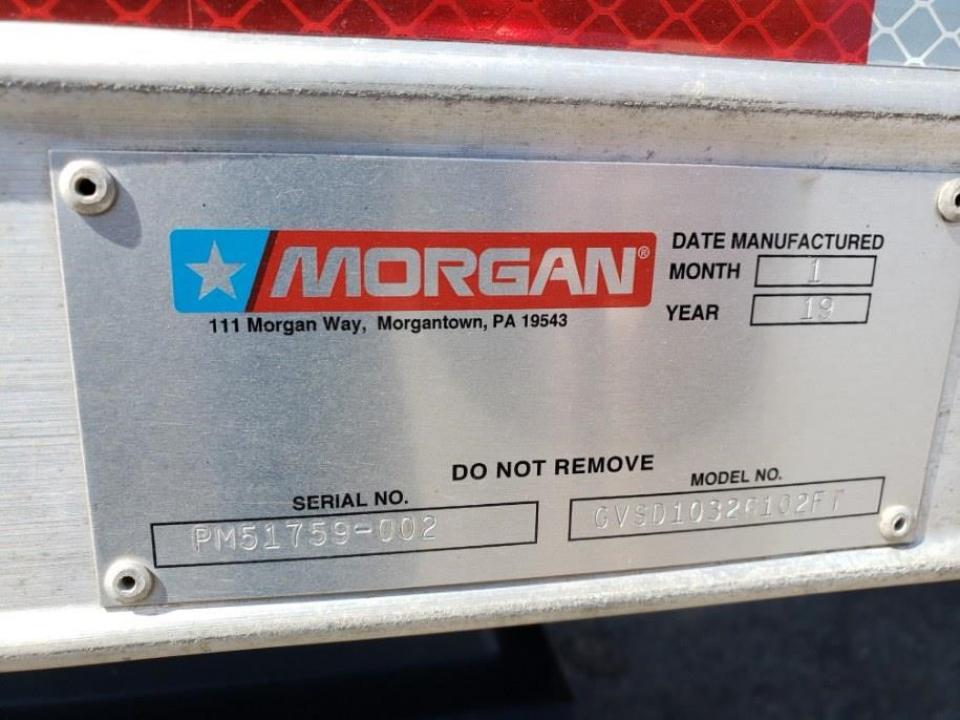 MORGAN®
111 Morgan Way, Morgantown, PA 19543
DATE MANUFACTURED
MONTH 1
YEAR 19
DO NOT REMOVE
SERIAL NO.
PM51759-002
MODEL NO.